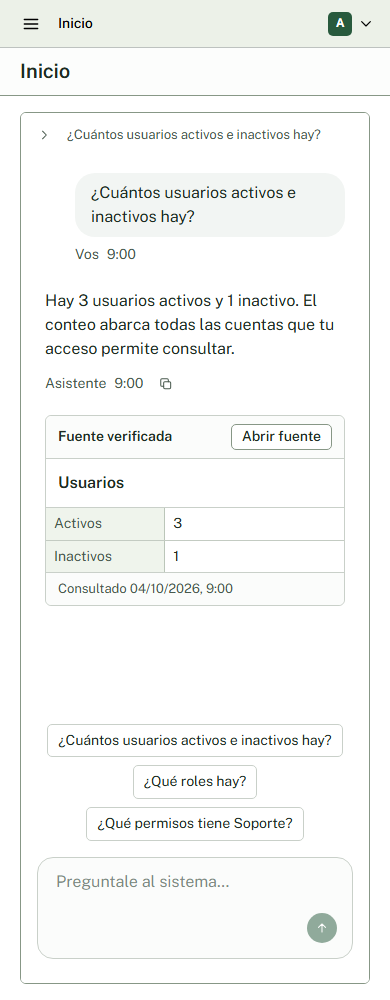 Inicio
A
Inicio
¿Cuántos usuarios activos e inactivos hay?
¿Cuántos usuarios activos e
inactivos hay?
Vos 9:00
Hay 3 usuarios activos y 1 inactivo. El
conteo abarca todas las cuentas que tu
acceso permite consultar.
Asistente 9:00
Fuente verificada
Abrir fuente
Usuarios
Activos 3
Inactivos 1
Consultado 04/10/2026, 9:00
¿Cuántos usuarios activos e inactivos hay?
¿Qué roles hay?
¿Qué permisos tiene Soporte?
Preguntale al sistema...